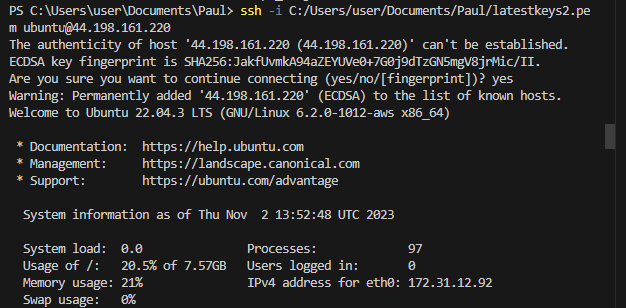 PS C:\Users\user\Documents\Paul> ssh -i C:/Users/user/Documents/Paul/latestkeys2.pe
m ubuntu@44.198.161.220
The authenticity of host '44.198.161.220 (44.198.161.220)' can't be established.
ECDSA key fingerprint is SHA256:JakfUvmkA94aZEYUVe0+7G0j9dTzGN5mgV8jrMic/II.
Are you sure you want to continue connecting (yes/no/[fingerprint])? yes
Warning: Permanently added '44.198.161.220' (ECDSA) to the list of known hosts.
Welcome to Ubuntu 22.04.3 LTS (GNU/Linux 6.2.0-1012-aws x86_64)
* Documentation:  https://help.ubuntu.com
* Management:     https://landscape.canonical.com
* Support:        https://ubuntu.com/advantage
System information as of Thu Nov  2 13:52:48 UTC 2023
System load:  0.0               Processes:             97
Usage of /:   20.5% of 7.57GB   Users logged in:       0
Memory usage: 21%               IPv4 address for eth0: 172.31.12.92
Swap usage:   0%